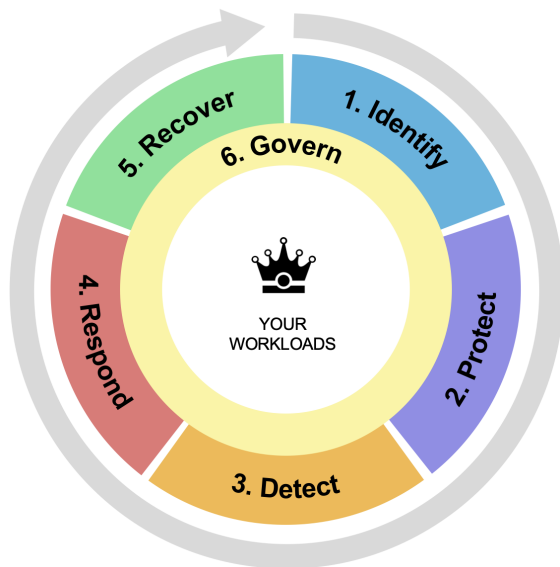 1. Identify
2. Protect
3. Detect
4. Respond
5. Recover
6. Govern
YOUR
WORKLOADS